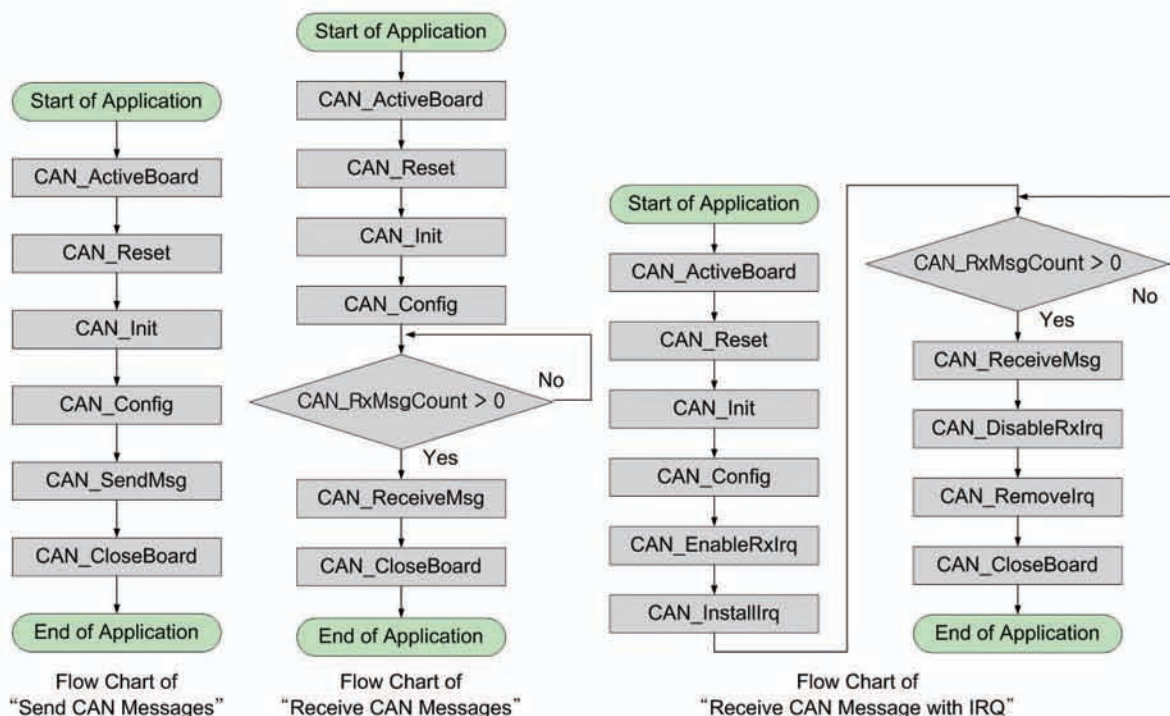 Start of Application
CAN_ActiveBoard
CAN_Reset
CAN_Init
CAN_Config
CAN_SendMsg
CAN_CloseBoard
End of Application
Flow Chart of
“Send CAN Messages”
Start of Application
CAN_ActiveBoard
CAN_Reset
CAN_Init
CAN_Config
CAN_RxMsgCount > 0
No
Yes
CAN_ReceiveMsg
CAN_CloseBoard
End of Application
Flow Chart of
“Receive CAN Messages”
Start of Application
CAN_ActiveBoard
CAN_Reset
CAN_Init
CAN_Config
CAN_EnableRxIrq
CAN_InstallIrq
CAN_RxMsgCount > 0
No
Yes
CAN_ReceiveMsg
CAN_DisableRxIrq
CAN_RemoveIrq
CAN_CloseBoard
End of Application
Flow Chart of
“Receive CAN Message with IRQ”